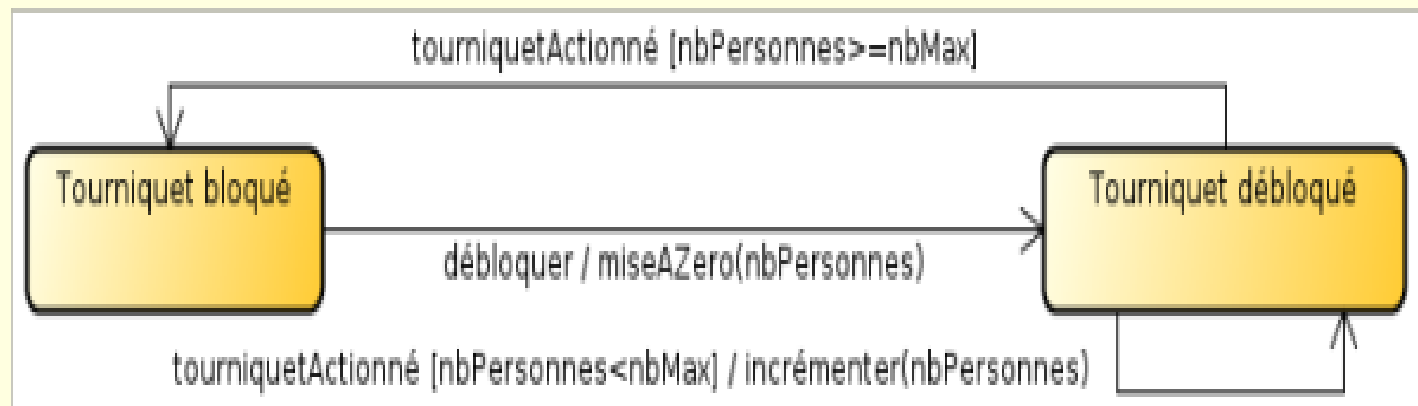 tourniquetActionné [nbPersonnes>=nbMax]
Tourniquet bloqué
Tourniquet débloqué
débloquer / miseAZero(nbPersonnes)
tourniquetActionné [nbPersonnes<nbMax] / incrémenter(nbPersonnes)